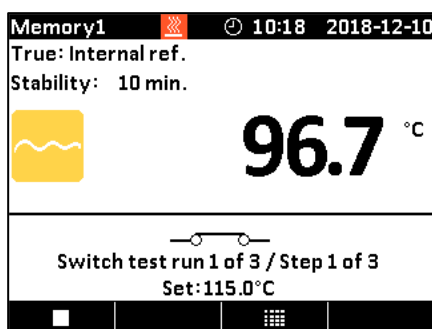 Memory1 10:18 2018-12-10
True: Internal ref.
Stability: 10 min.
96.7 °C
Switch test run 1 of 3 / Step 1 of 3
Set:115.0°C